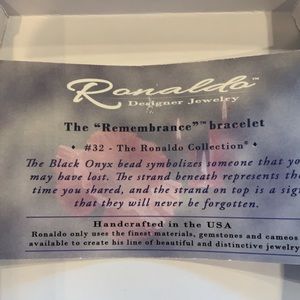 Ronaldo™
Designer Jewelry
The "Remembrance"™ bracelet
♦ #32 - The Ronaldo Collection® ♦
The Black Onyx bead symbolizes someone that you
may have lost. The strand beneath represents the
time you shared, and the strand on top is a sig
that they will never be forgotten.
Handcrafted in the USA
Ronaldo only uses the finest materials, gemstones and cameos
available to create his line of beautiful and distinctive jewelry